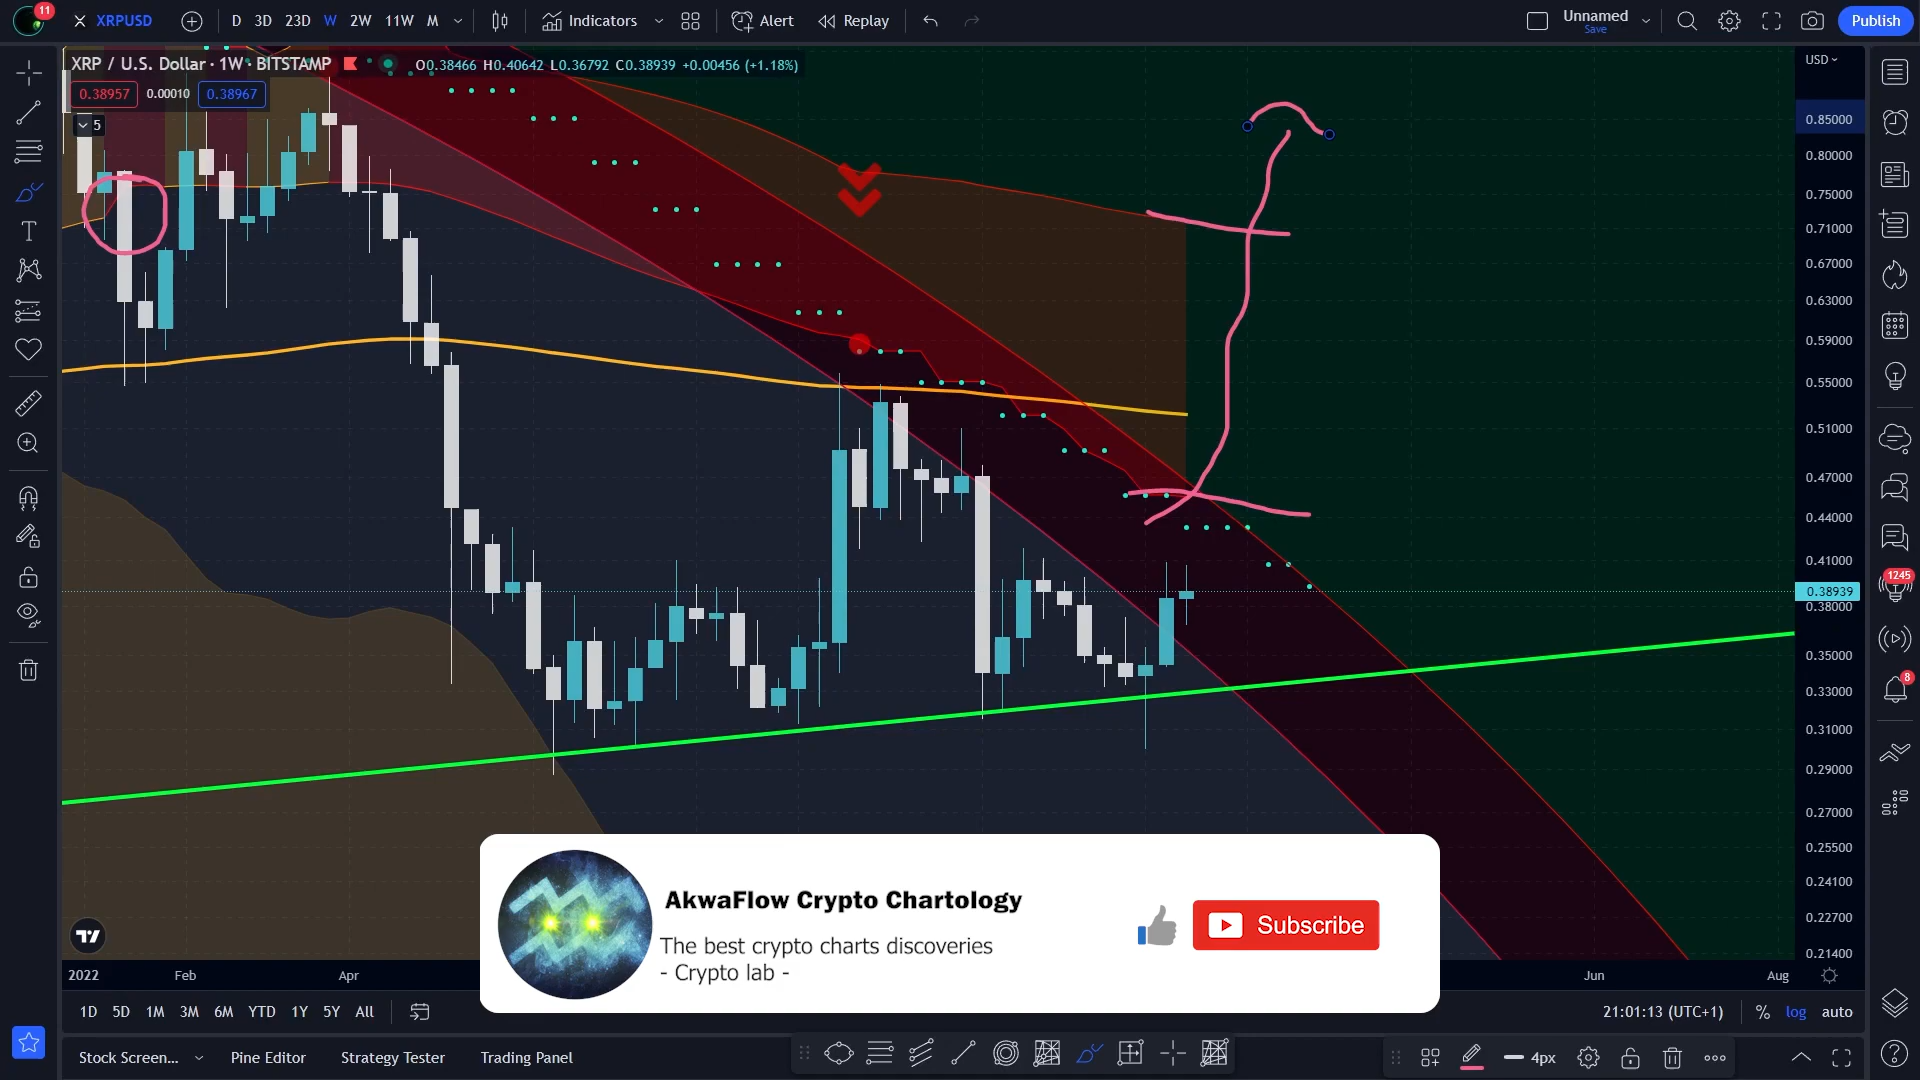 11
XRPUSD
D 3D 23D W 2W 11W M
Indicators
Alert
Replay
Unnamed
Save
Publish
XRP / U.S. Dollar · 1W · BITSTAMP
O0.38466 H0.40642 L0.36792 C0.38939 +0.00456 (+1.18%)
USD
0.38957
0.00010
0.38967
5
0.85000
0.80000
0.75000
0.71000
0.67000
0.63000
0.59000
0.55000
0.51000
0.47000
0.44000
0.41000
0.38939
0.38000
0.35000
0.33000
0.31000
0.29000
0.27000
0.25500
0.24100
0.22700
0.21400
1245
8
AkwaFlow Crypto Chartology
The best crypto charts discoveries
- Crypto lab -
Subscribe
2022 Feb Apr Jun Aug
1D 5D 1M 3M 6M YTD 1Y 5Y All
21:01:13 (UTC+1) % log auto
Stock Screen... Pine Editor Strategy Tester Trading Panel
4px